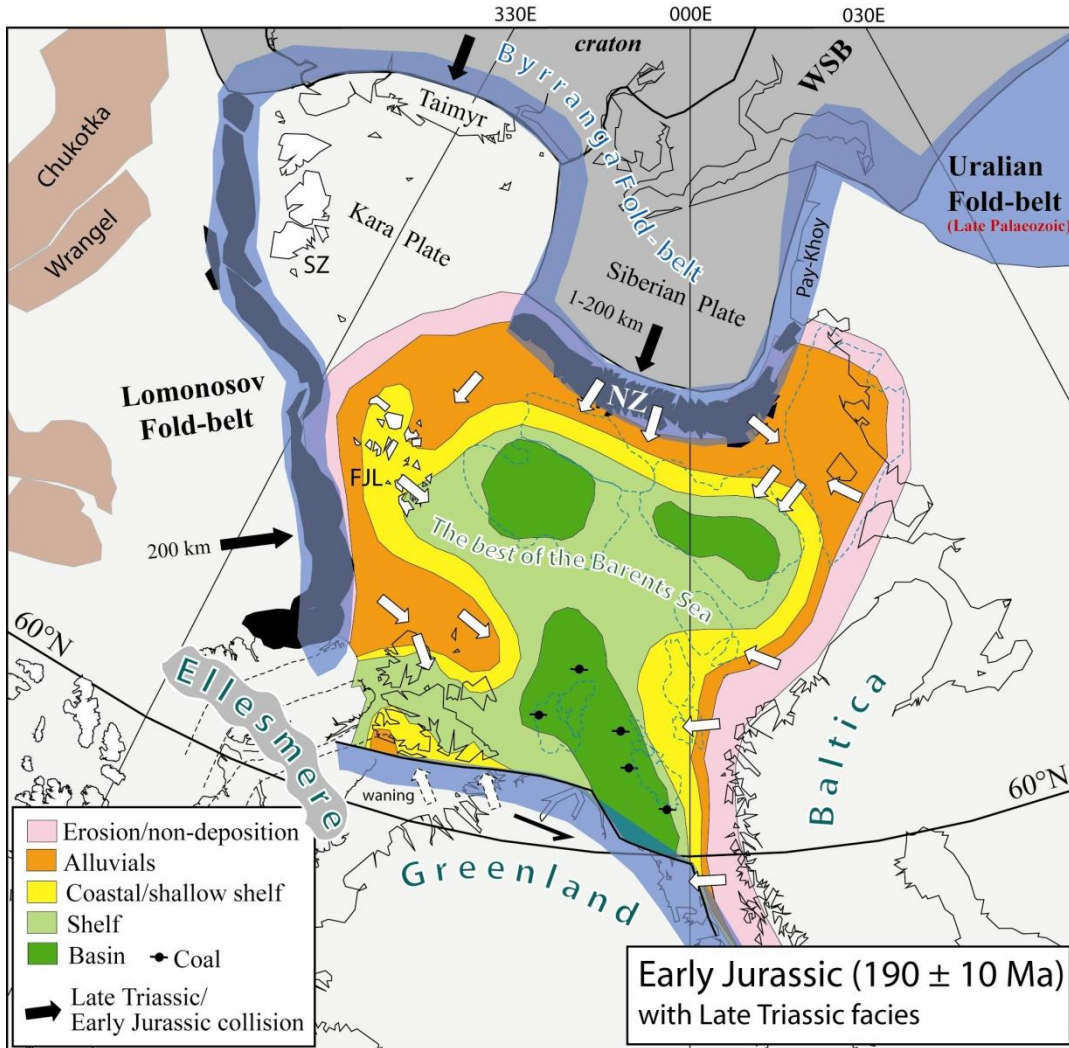 330E
000E
030E
craton
WSB
Byrranga Fold-belt
Taimyr
Chukotka
Wrangel
Kara Plate
SZ
Uralian
Fold-belt
(Late Palaeozoic)
Pay-Khoy
Siberian Plate
1-200 km
NZ
Lomonosov
Fold-belt
FJL
The best of the Barents Sea
200 km
60°N
Ellesmere
Baltica
60°N
waning
Greenland
Erosion/non-deposition
Alluvials
Coastal/shallow shelf
Shelf
Basin
Coal
Late Triassic/
Early Jurassic collision
Early Jurassic (190 ± 10 Ma)
with Late Triassic facies